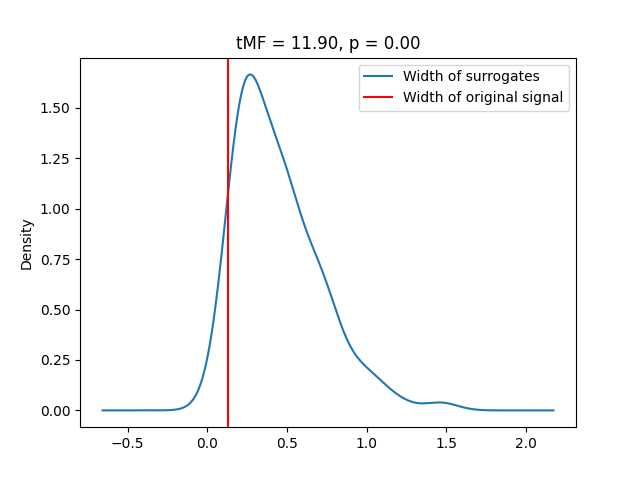 tMF = 11.90, p = 0.00
Width of surrogates
Width of original signal
Density
1.50
1.25
1.00
0.75
0.50
0.25
0.00
−0.5 0.0 0.5 1.0 1.5 2.0